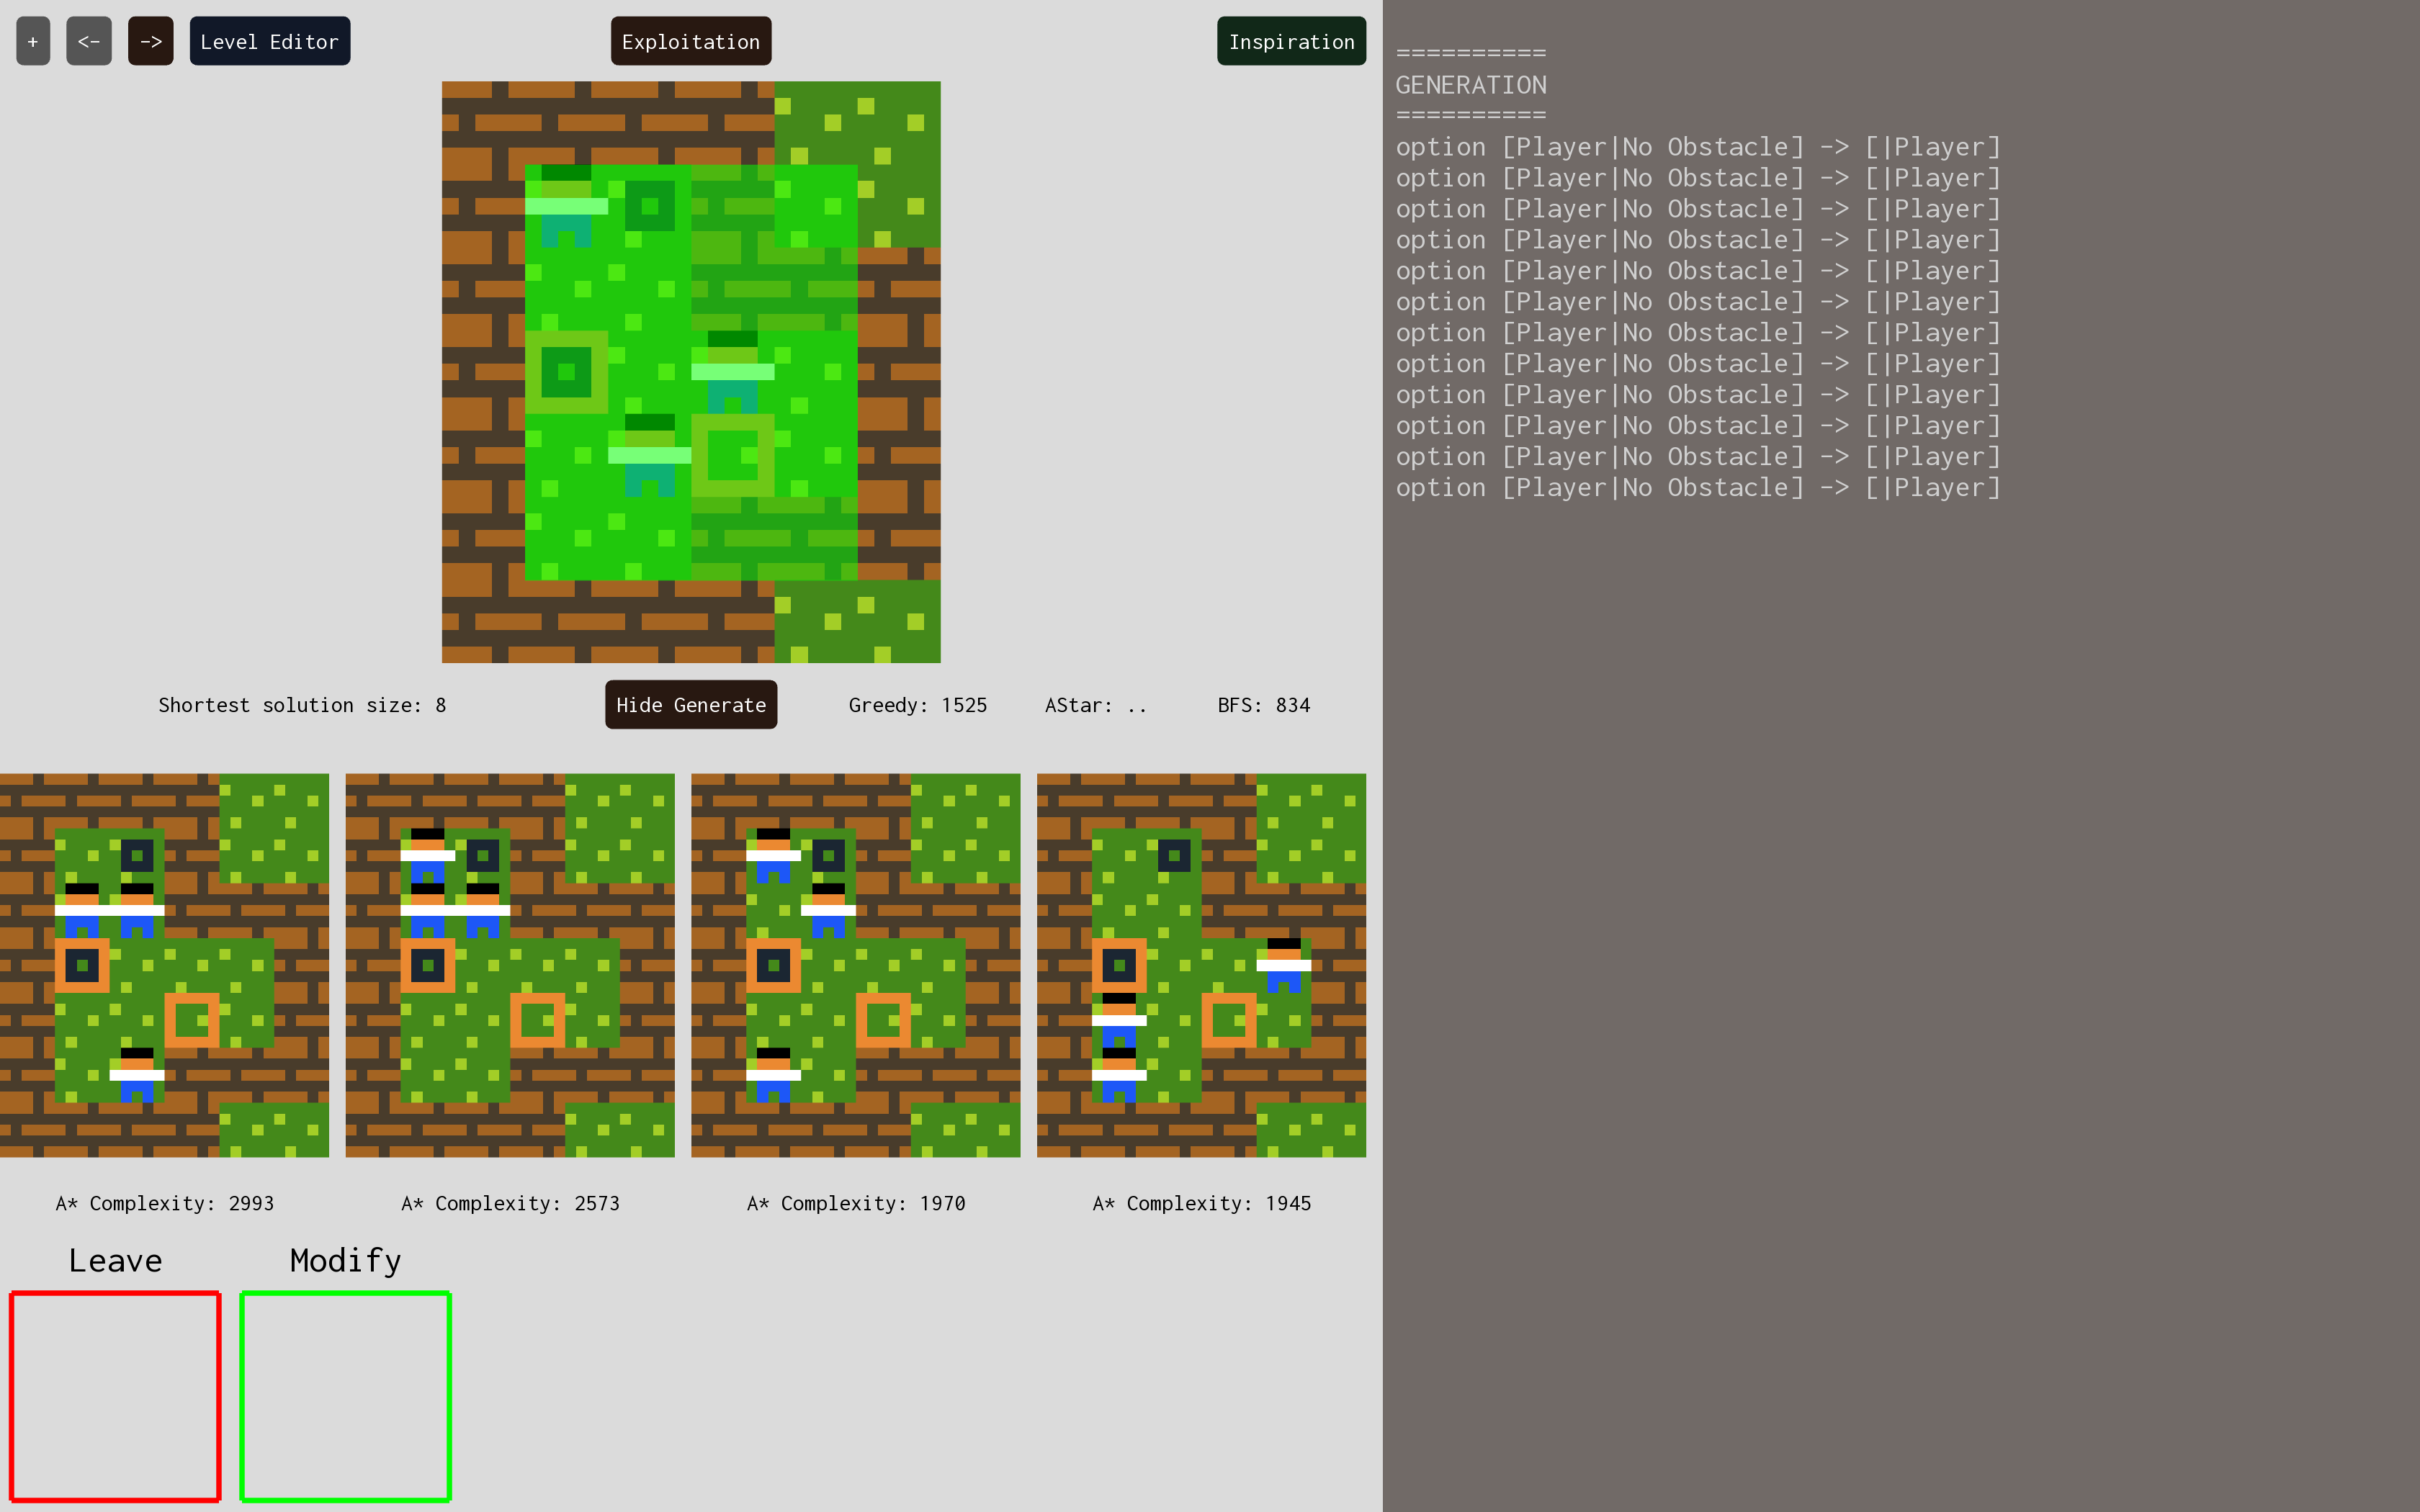 + <- -> Level Editor Exploitation Inspiration
Shortest solution size: 8 Hide Generate Greedy: 1525 AStar: .. BFS: 834
A* Complexity: 2993 A* Complexity: 2573 A* Complexity: 1970 A* Complexity: 1945
Leave Modify
==========
GENERATION
==========
option [Player|No Obstacle] -> [|Player]
option [Player|No Obstacle] -> [|Player]
option [Player|No Obstacle] -> [|Player]
option [Player|No Obstacle] -> [|Player]
option [Player|No Obstacle] -> [|Player]
option [Player|No Obstacle] -> [|Player]
option [Player|No Obstacle] -> [|Player]
option [Player|No Obstacle] -> [|Player]
option [Player|No Obstacle] -> [|Player]
option [Player|No Obstacle] -> [|Player]
option [Player|No Obstacle] -> [|Player]
option [Player|No Obstacle] -> [|Player]